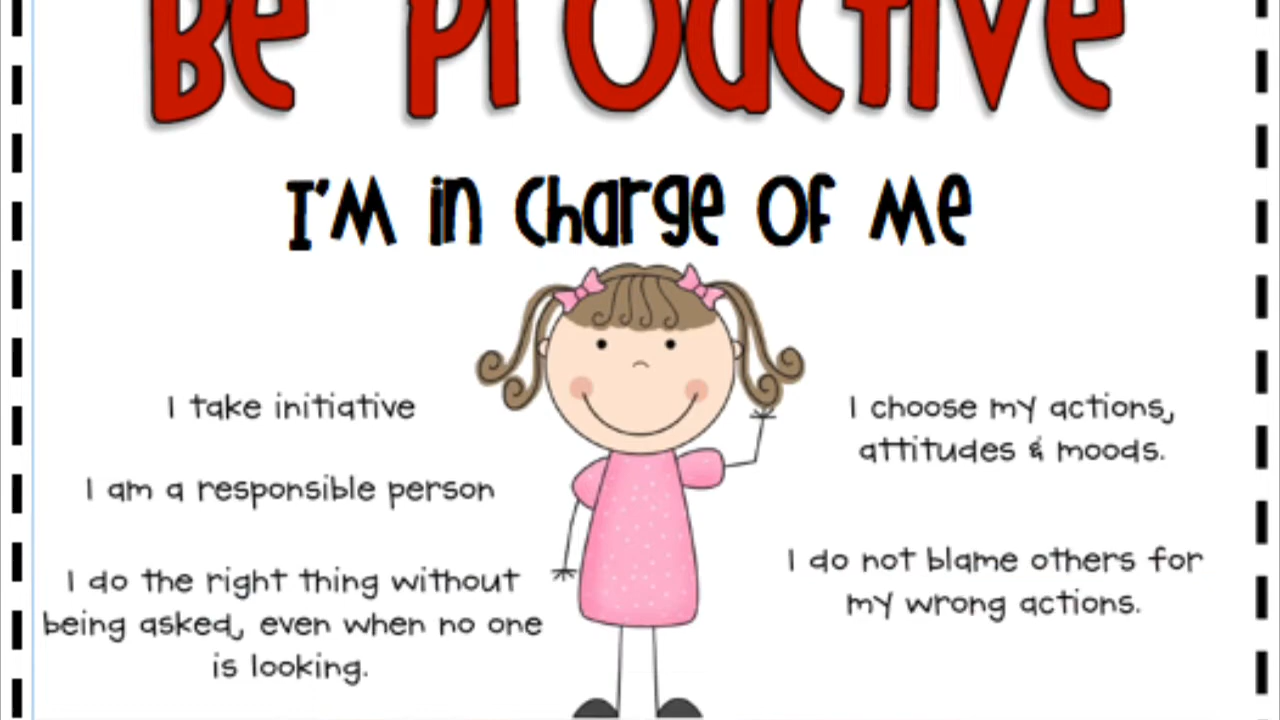 Be Proactive
I'M in charge OF Me
I take initiative
I am a responsible person
I do the right thing without
being asked, even when no one
is looking.
I choose my actions,
attitudes & moods.
I do not blame others for
my wrong actions.